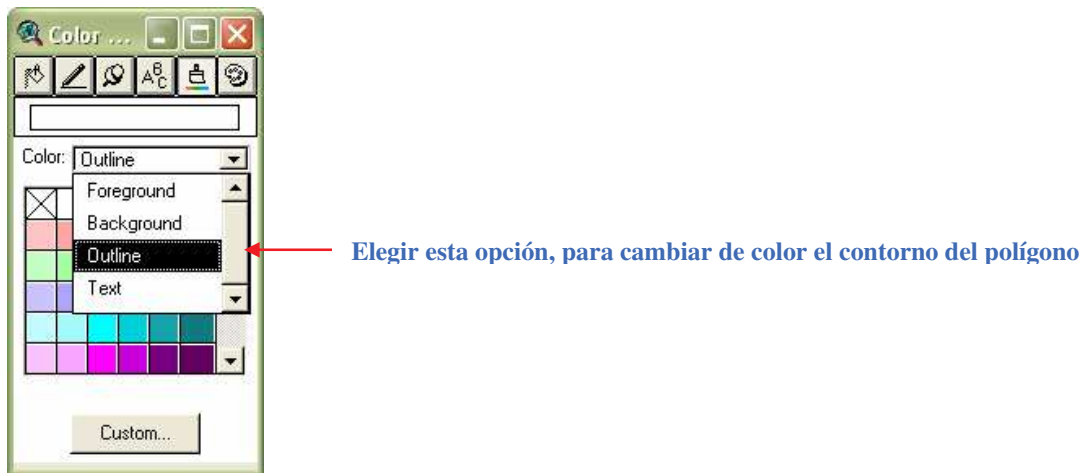 Color ...
A B C
Color: Outline
Foreground
Background
Outline
Text
Elegir esta opción, para cambiar de color el contorno del polígono
Custom...